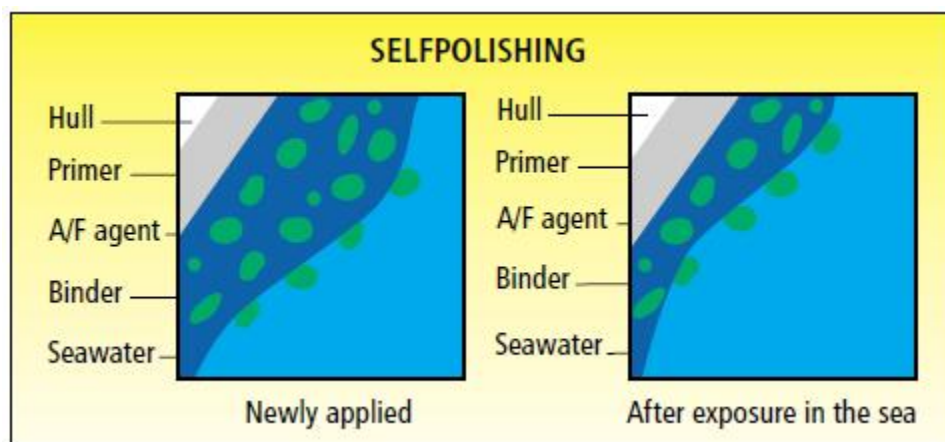 SELFPOLISHING
Hull
Primer
A/F agent
Binder
Seawater
Newly applied
Hull
Primer
A/F agent
Binder
Seawater
After exposure in the sea